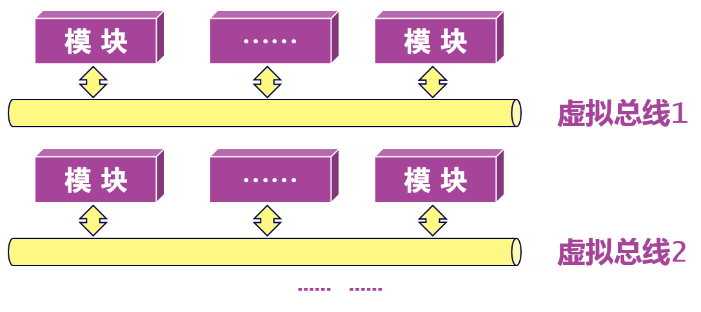 模块 …… 模块
虚拟总线1
模块 …… 模块
虚拟总线2
…… ……